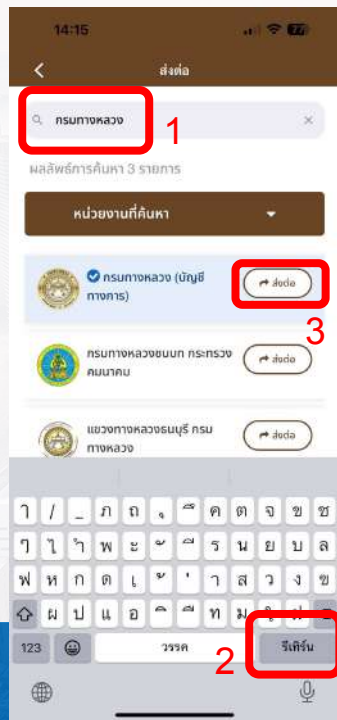 14:15
77
ส่งต่อ
กรมทางหลวง
1
ผลลัพธ์การค้นหา 3 รายการ
หน่วยงานที่ค้นหา
กรมทางหลวง (บัญชี
ทางการ)
ส่งต่อ
3
กรมทางหลวงชนบท กระทรวง
คมนาคม
ส่งต่อ
แขวงทางหลวงธนบุรี กรม
ทางหลวง
ส่งต่อ
ๅ / _ ภ ถ ุ ึ ค ต จ ข ช
ๆ ไ ำ พ ะ ั ี ร น ย บ ล
ฟ ห ก ด เ ้ ่ า ส ว ง ฃ
ผ ป แ อ ิ ื ท ม ใ ฝ
123
วรรค
2
รีเทิร์น